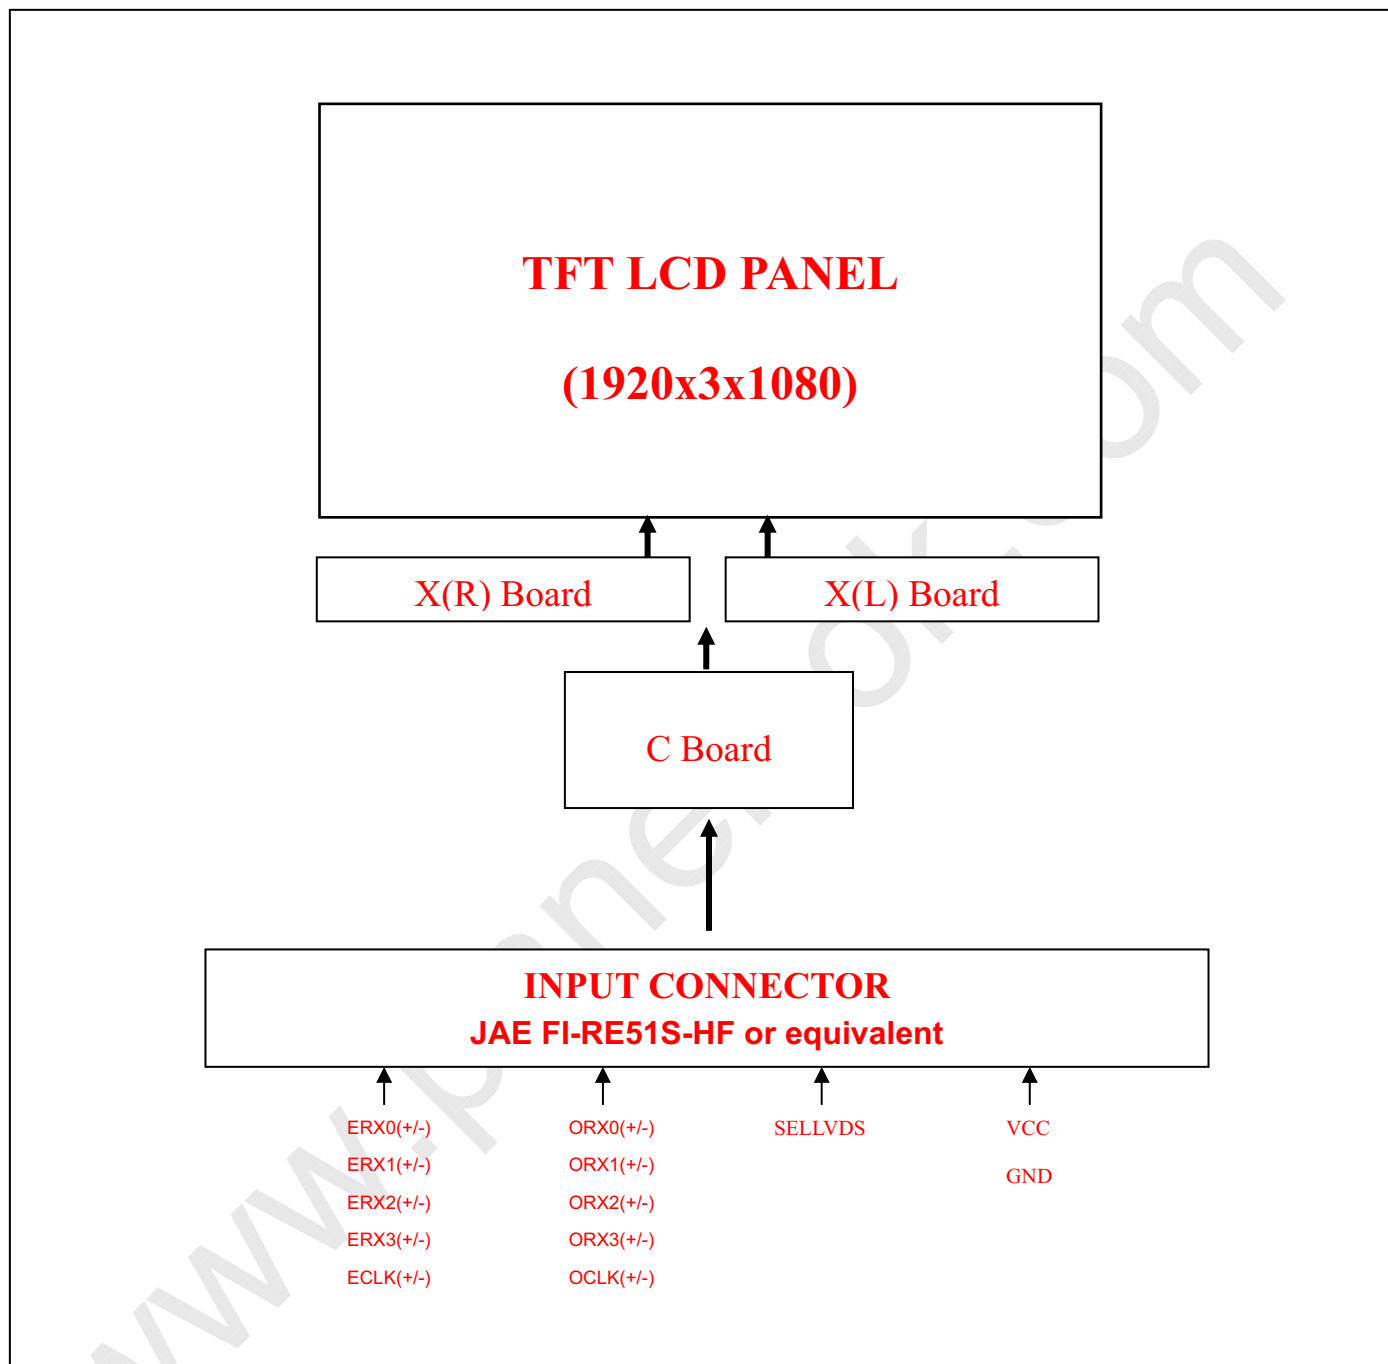 TFT LCD PANEL
(1920x3x1080)
X(R) Board
X(L) Board
C Board
INPUT CONNECTOR
JAE FI-RE51S-HF or equivalent
ERX0(+/-)
ERX1(+/-)
ERX2(+/-)
ERX3(+/-)
ECLK(+/-)
ORX0(+/-)
ORX1(+/-)
ORX2(+/-)
ORX3(+/-)
OCLK(+/-)
SELLVDS
VCC
GND